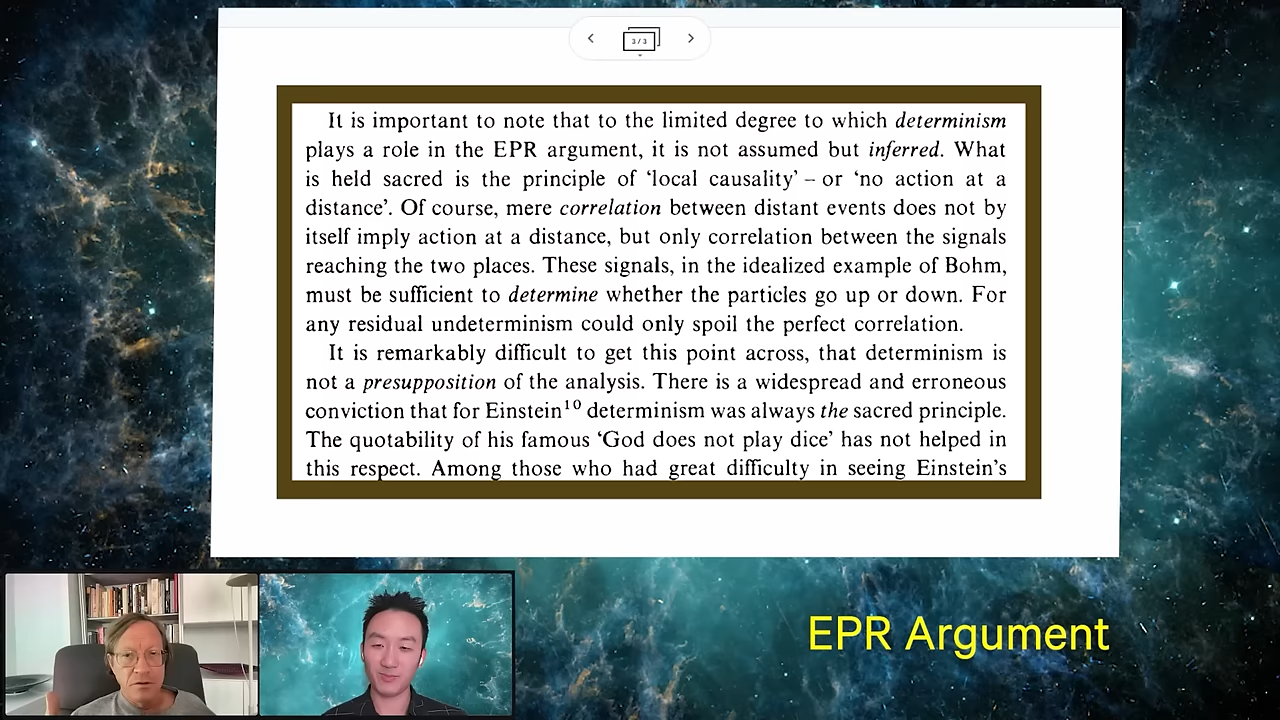 3/3
It is important to note that to the limited degree to which determinism
plays a role in the EPR argument, it is not assumed but inferred. What
is held sacred is the principle of ‘local causality’ – or ‘no action at a
distance’. Of course, mere correlation between distant events does not by
itself imply action at a distance, but only correlation between the signals
reaching the two places. These signals, in the idealized example of Bohm,
must be sufficient to determine whether the particles go up or down. For
any residual undeterminism could only spoil the perfect correlation.
It is remarkably difficult to get this point across, that determinism is
not a presupposition of the analysis. There is a widespread and erroneous
conviction that for Einstein¹⁰ determinism was always the sacred principle.
The quotability of his famous ‘God does not play dice’ has not helped in
this respect. Among those who had great difficulty in seeing Einstein’s
EPR Argument